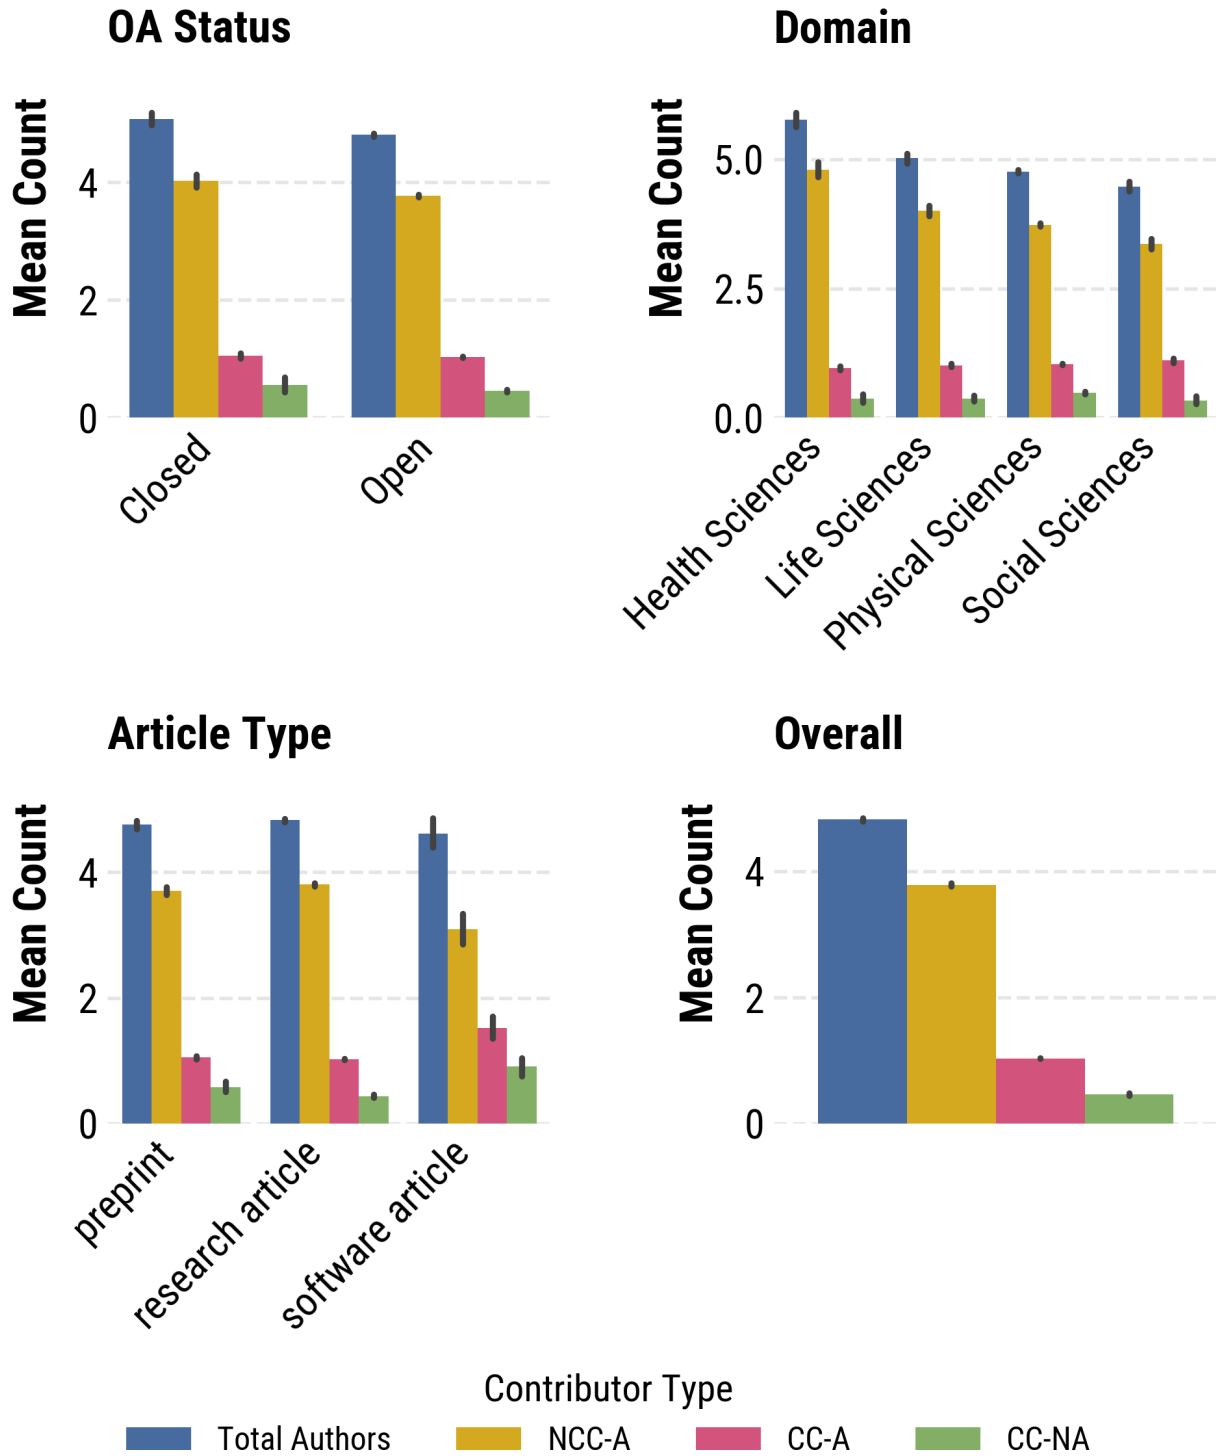 OA Status
Domain
Mean Count
4
2
0
Closed
Open
Mean Count
5.0
2.5
0.0
Health Sciences
Life Sciences
Physical Sciences
Social Sciences
Article Type
Overall
Mean Count
4
2
0
preprint
research article
software article
Mean Count
4
2
0
Contributor Type
Total Authors NCC-A CC-A CC-NA